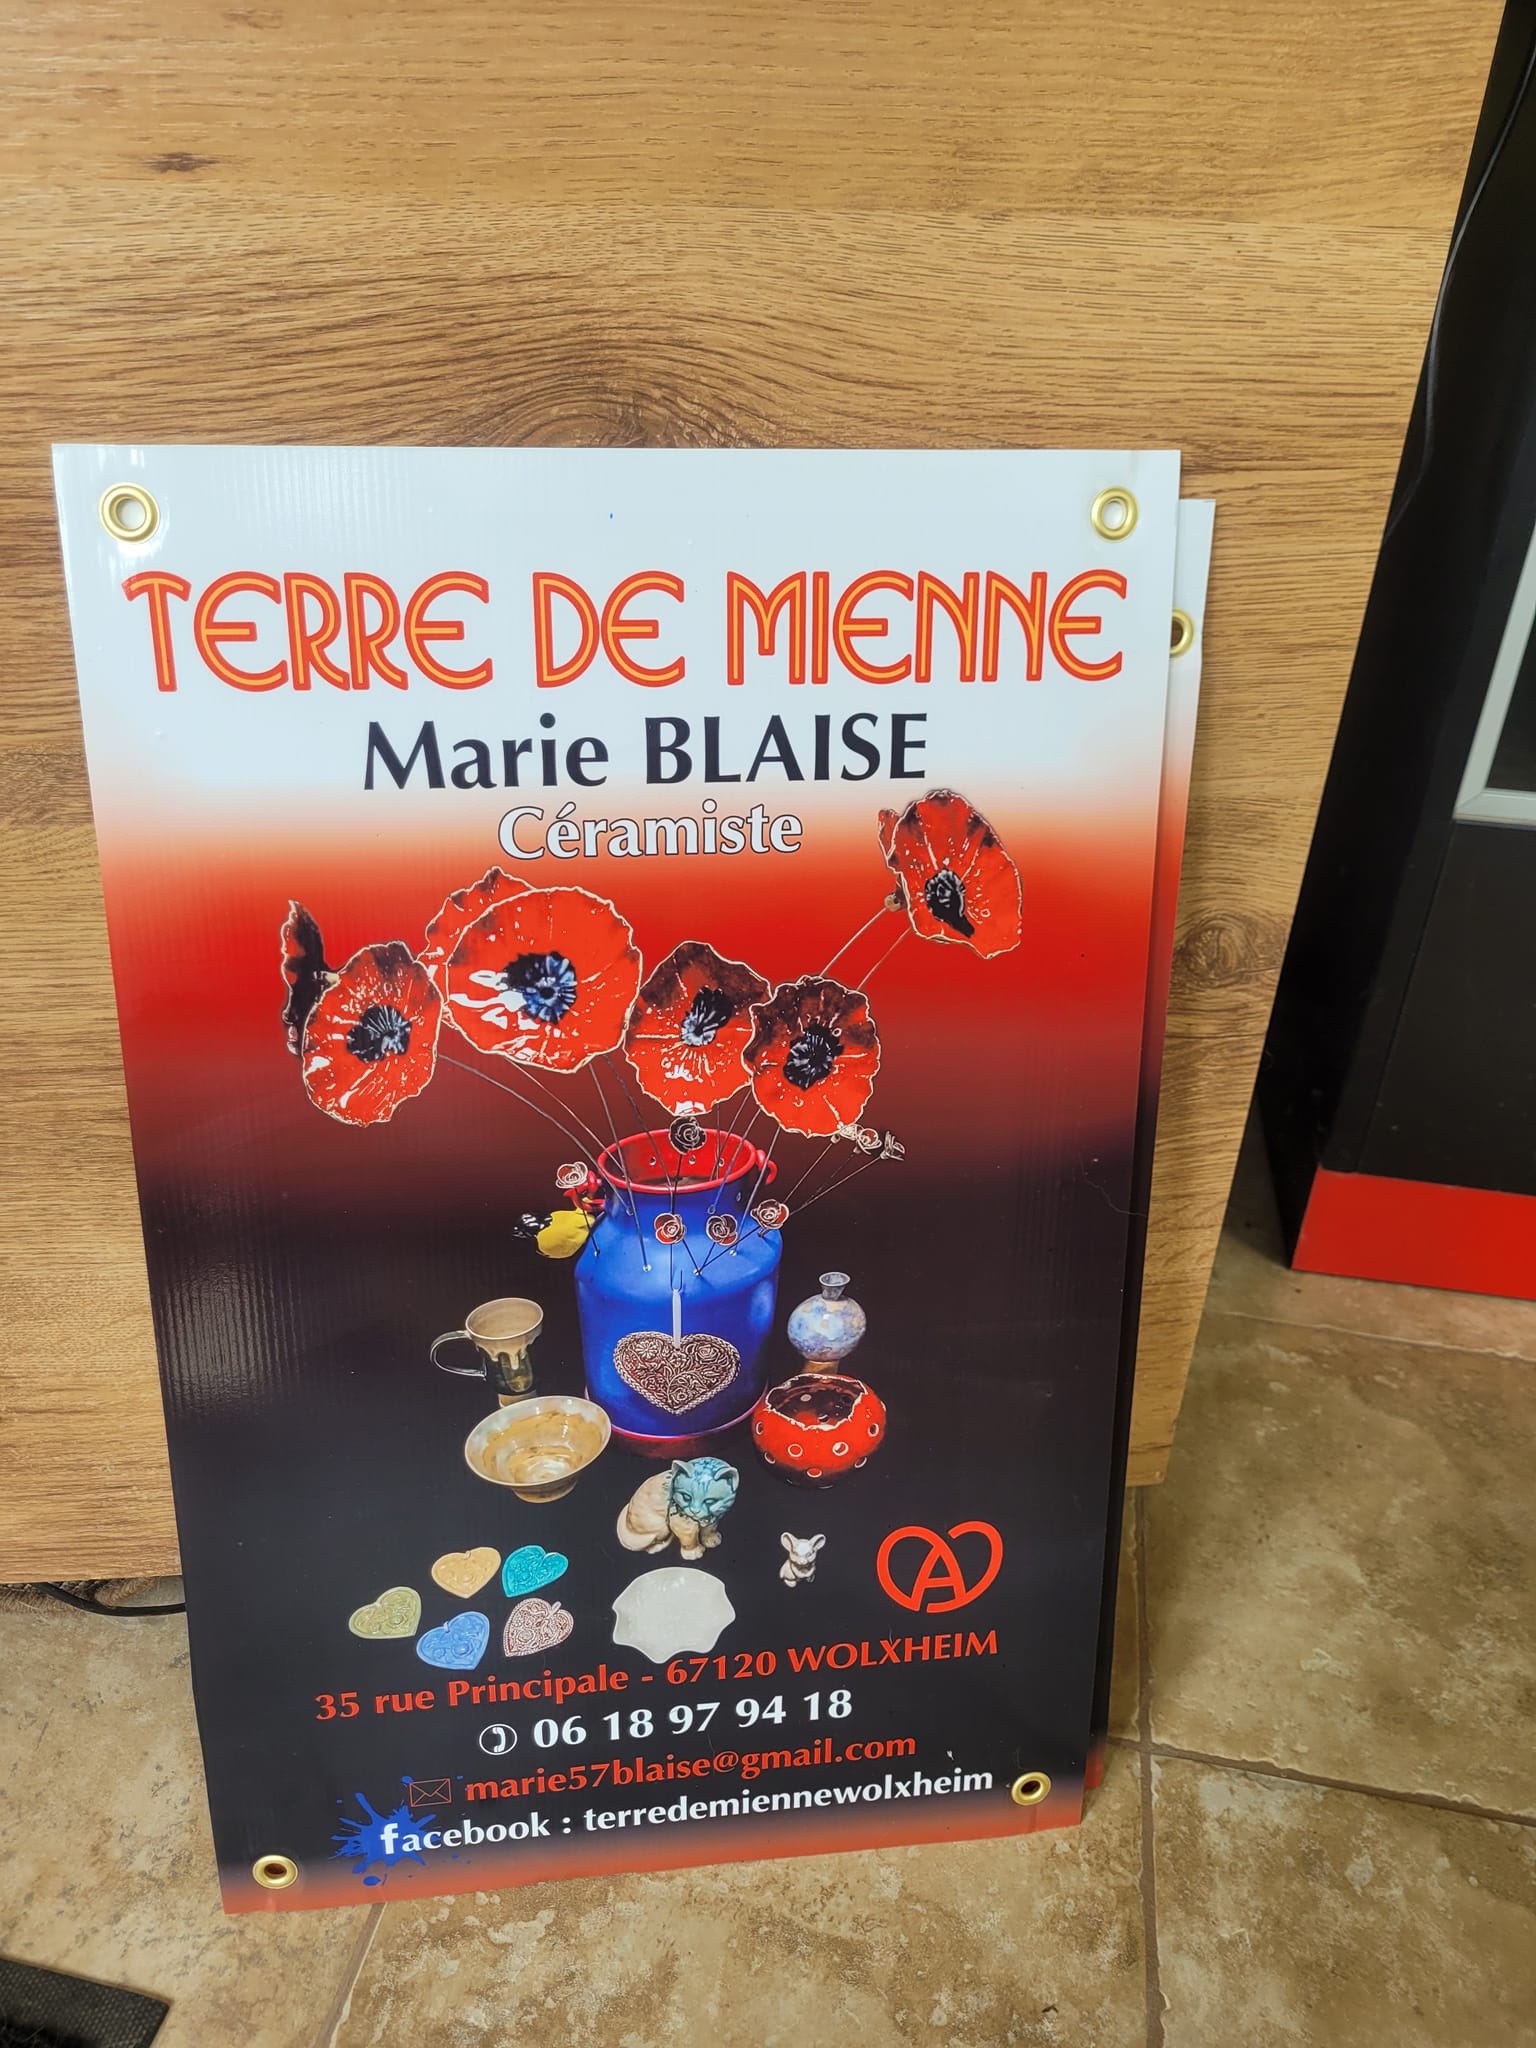 TERRE DE MIENNE
Marie BLAISE
Céramiste
35 rue Principale - 67120 WOLXHEIM
06 18 97 94 18
marie57blaise@gmail.com
facebook : terredemiennewolxheim